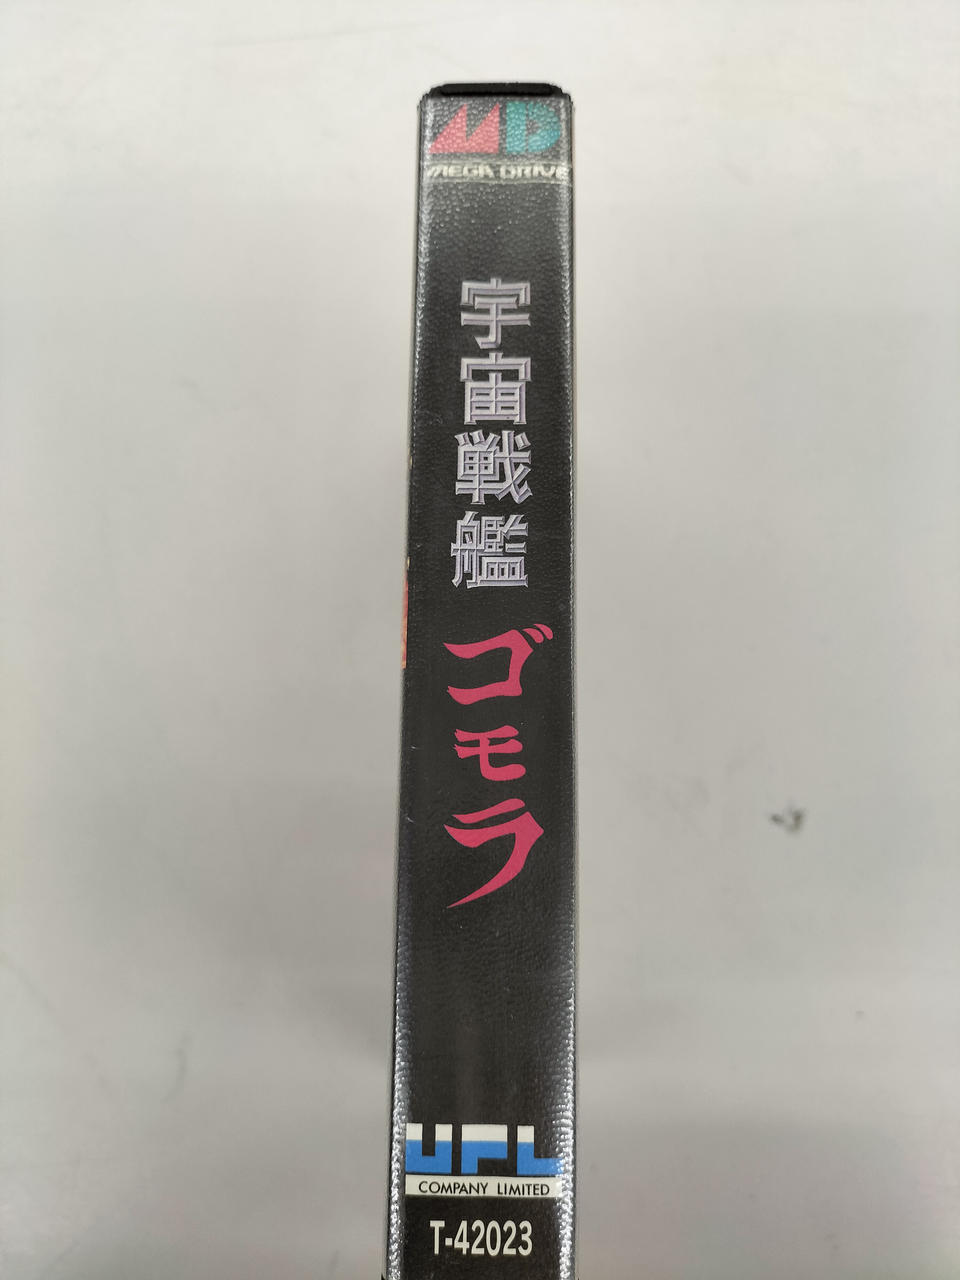 MD
MEGA DRIVE
宇宙戦艦
ゴモラ
UPL
COMPANY LIMITED
T-42023